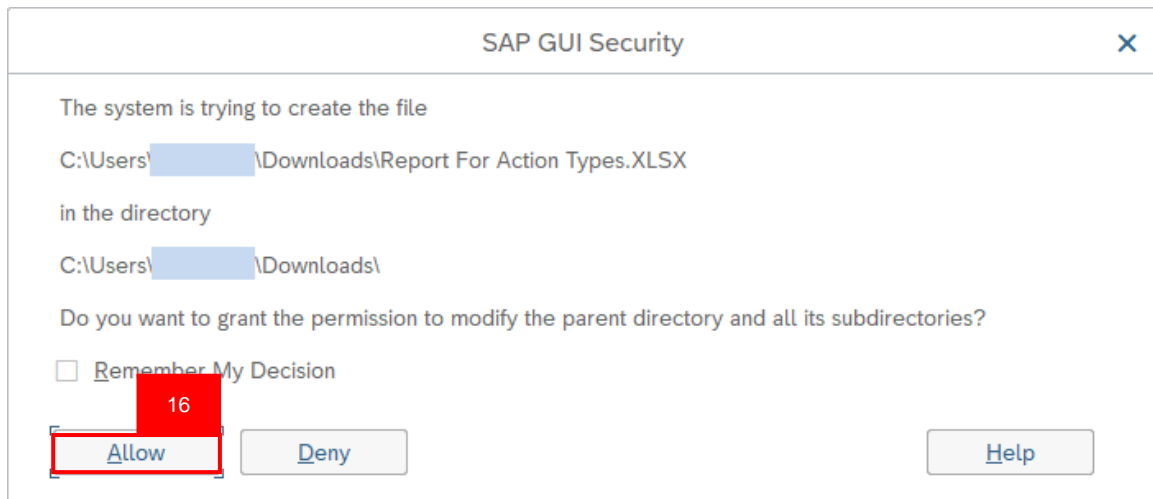 SAP GUI Security
The system is trying to create the file
C:\Users\ \Downloads\Report For Action Types.XLSX
in the directory
C:\Users\ \Downloads\
Do you want to grant the permission to modify the parent directory and all its subdirectories?
Remember My Decision
16
Allow Deny Help